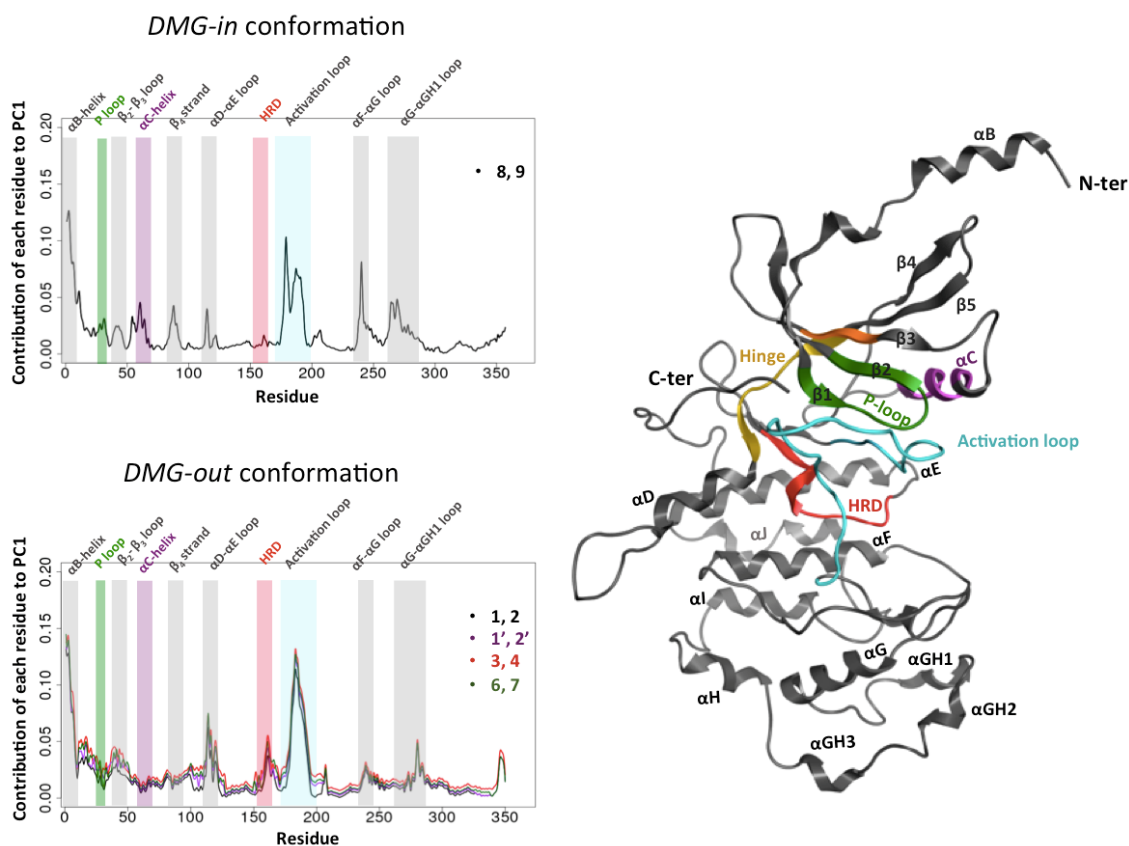 DMG-in conformation
αB-helix
P loop
β2- β3 loop
αC-helix
β4 strand
αD-αE loop
HRD
Activation loop
αF-αG loop
αG-αGH1 loop
Contribution of each residue to PC1
0.20
0.15
0.10
0.05
0.00
8, 9
0 50 100 150 200 250 300 350
Residue
DMG-out conformation
αB-helix
P loop
β2- β3 loop
αC-helix
β4 strand
αD-αE loop
HRD
Activation loop
αF-αG loop
αG-αGH1 loop
Contribution of each residue to PC1
0.20
0.15
0.10
0.05
0.00
1, 2
1’, 2’
3, 4
6, 7
0 50 100 150 200 250 300 350
Residue
αB
N-ter
β4
β5
β3
Hinge
αC
β2
C-ter
β1
P-loop
Activation loop
αE
αD
HRD
αJ
αF
αI
αG
αGH1
αH
αGH2
αGH3